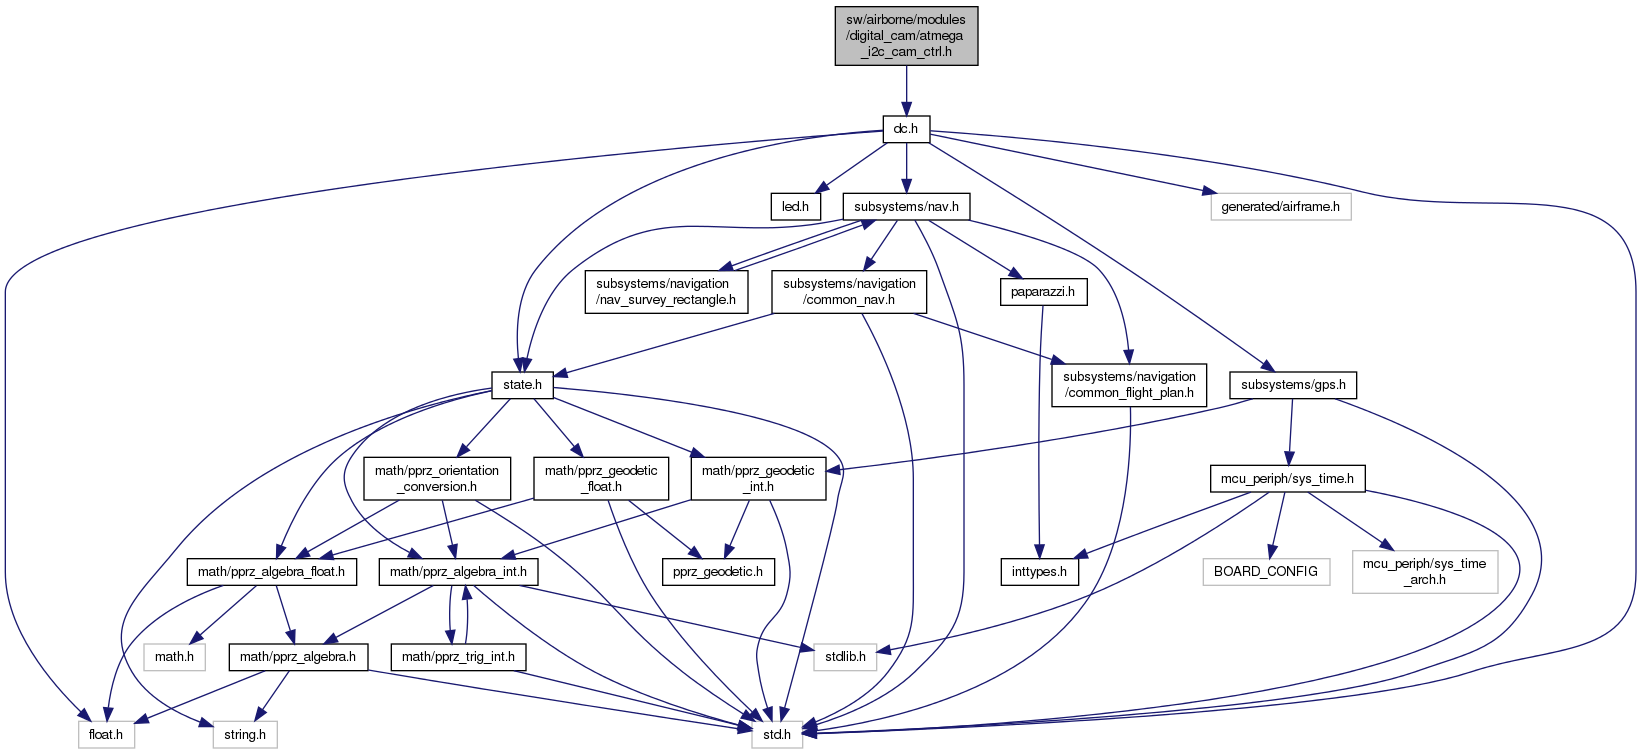 sw/airborne/modules
/digital_cam/atmega
_i2c_cam_ctrl.h
dc.h
led.h
subsystems/nav.h
generated/airframe.h
subsystems/navigation
/nav_survey_rectangle.h
subsystems/navigation
/common_nav.h
paparazzi.h
state.h
subsystems/navigation
/common_flight_plan.h
subsystems/gps.h
math/pprz_orientation
_conversion.h
math/pprz_geodetic
_float.h
math/pprz_geodetic
_int.h
mcu_periph/sys_time.h
math/pprz_algebra_float.h
math/pprz_algebra_int.h
pprz_geodetic.h
inttypes.h
BOARD_CONFIG
mcu_periph/sys_time
_arch.h
math.h
math/pprz_algebra.h
math/pprz_trig_int.h
stdlib.h
float.h
string.h
std.h